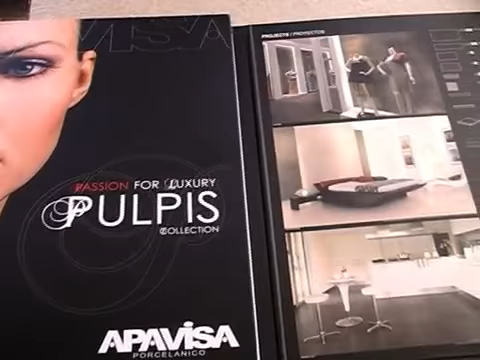 APAVISA
PASSION FOR LUXURY
PULPIS
COLLECTION
APAVISA
PORCELANICO
PROJECTS / PROYECTOS